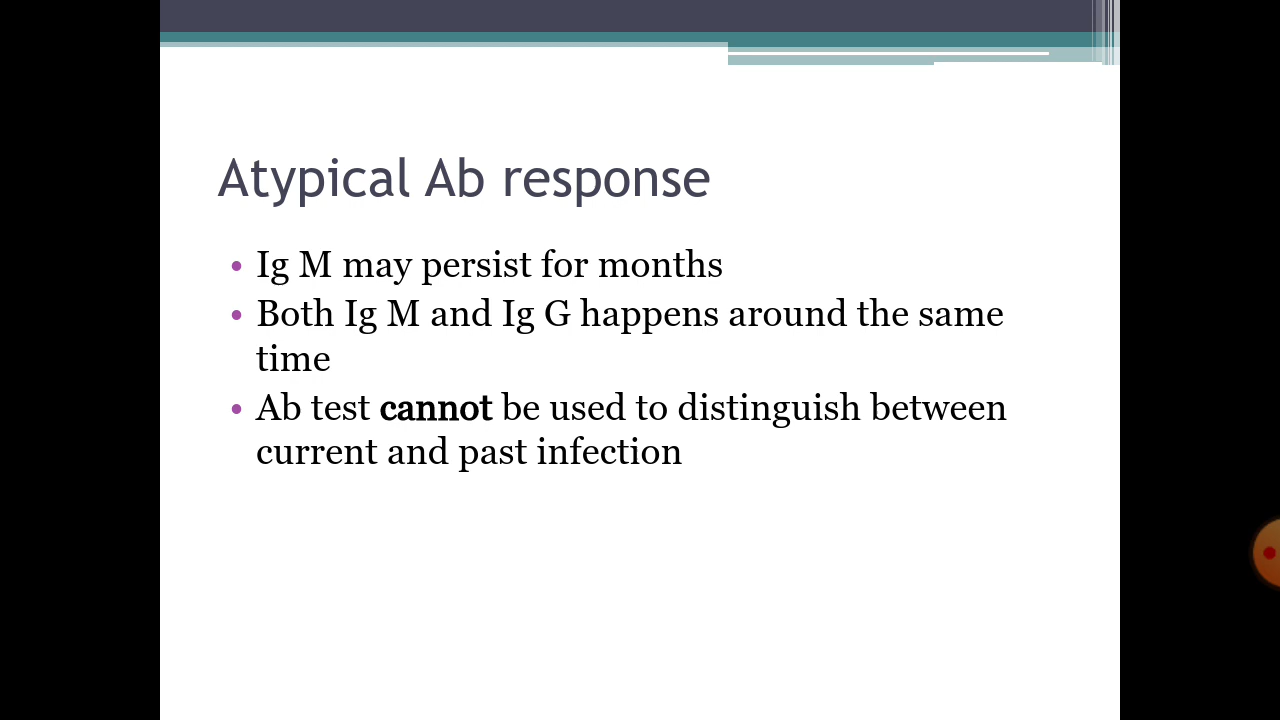 Atypical Ab response
• Ig M may persist for months
• Both Ig M and Ig G happens around the same
time
• Ab test cannot be used to distinguish between
current and past infection